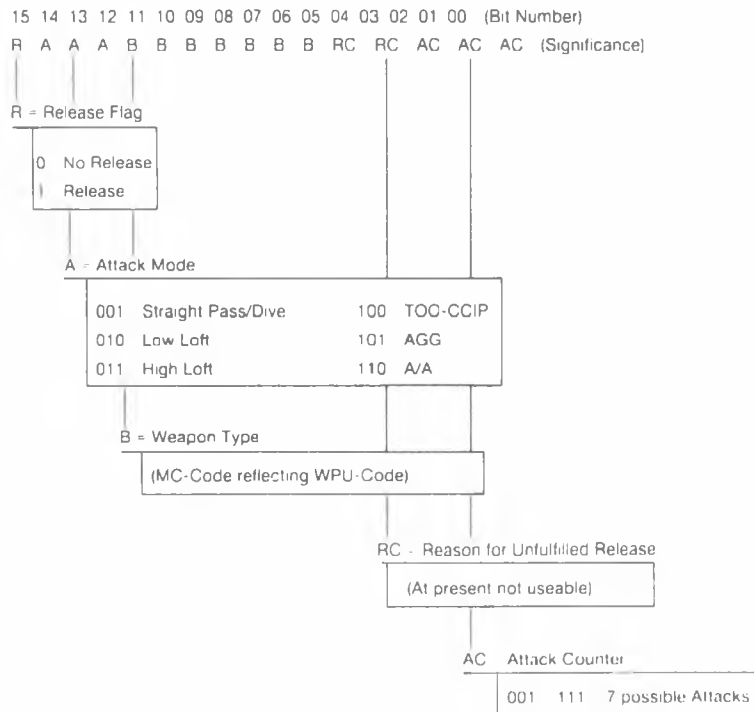 15 14 13 12 11 10 09 08 07 06 05 04 03 02 01 00 (Bit Number)
R A A A B B B B B B B RC RC AC AC AC (Significance)
R = Release Flag
0 No Release
1 Release
A = Attack Mode
001 Straight Pass/Dive 100 TOO-CCIP
010 Low Loft 101 AGG
011 High Loft 110 A/A
B = Weapon Type
(MC-Code reflecting WPU-Code)
RC - Reason for Unfulfilled Release
(At present not useable)
AC Attack Counter
001 111 7 possible Attacks